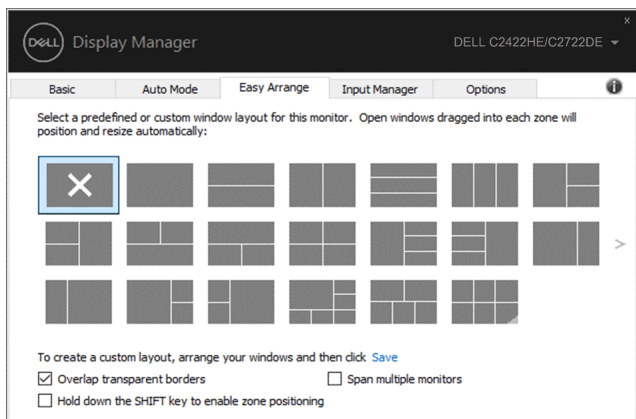 x
DELL Display Manager DELL C2422HE/C2722DE
Basic Auto Mode Easy Arrange Input Manager Options i
Select a predefined or custom window layout for this monitor. Open windows dragged into each zone will
position and resize automatically:
>
To create a custom layout, arrange your windows and then click Save
Overlap transparent borders Span multiple monitors
Hold down the SHIFT key to enable zone positioning